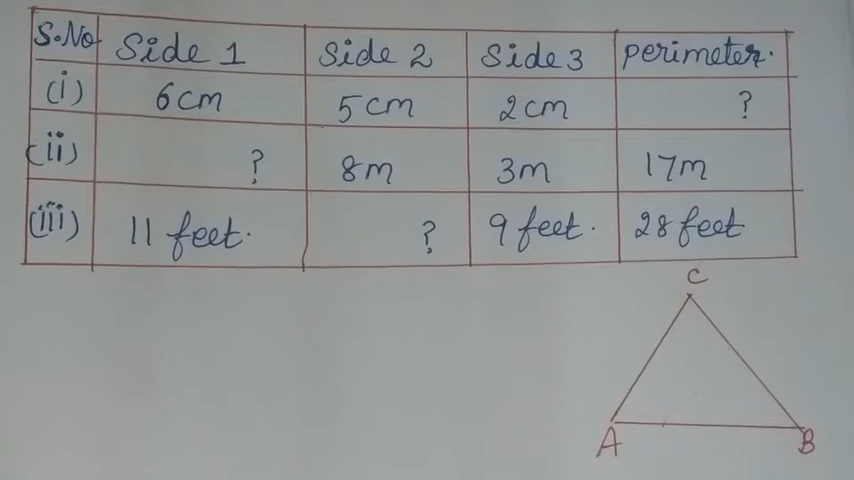 S.No Side 1 Side 2 Side 3 perimeter.
(i) 6cm 5cm 2cm ?
(ii) ? 8m 3m 17m
(iii) 11 feet. ? 9 feet. 28 feet
C
A B